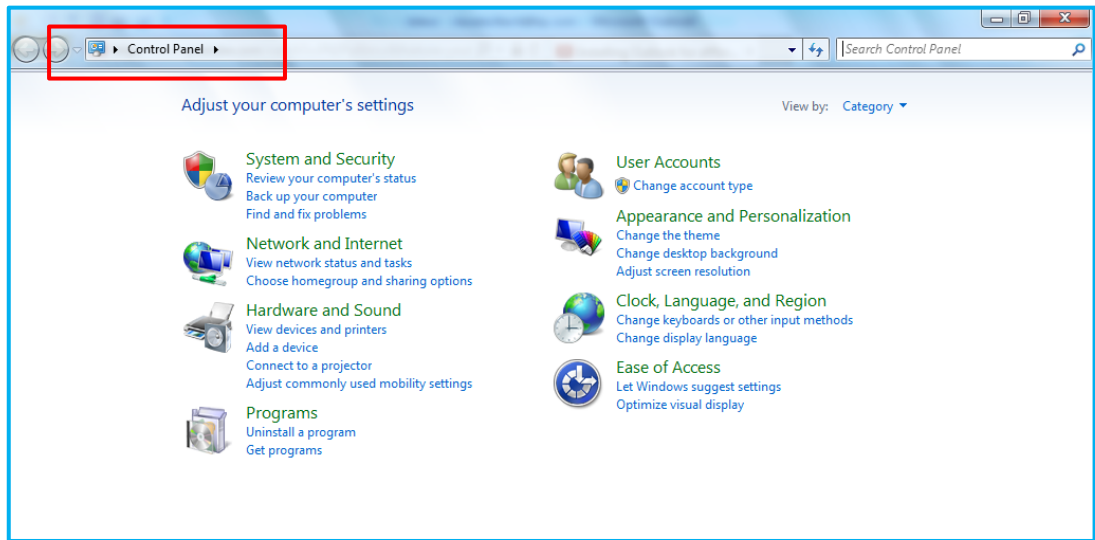 Control Panel
Search Control Panel
Adjust your computer's settings
View by: Category
System and Security
Review your computer's status
Back up your computer
Find and fix problems
Network and Internet
View network status and tasks
Choose homegroup and sharing options
Hardware and Sound
View devices and printers
Add a device
Connect to a projector
Adjust commonly used mobility settings
Programs
Uninstall a program
Get programs
User Accounts
Change account type
Appearance and Personalization
Change the theme
Change desktop background
Adjust screen resolution
Clock, Language, and Region
Change keyboards or other input methods
Change display language
Ease of Access
Let Windows suggest settings
Optimize visual display